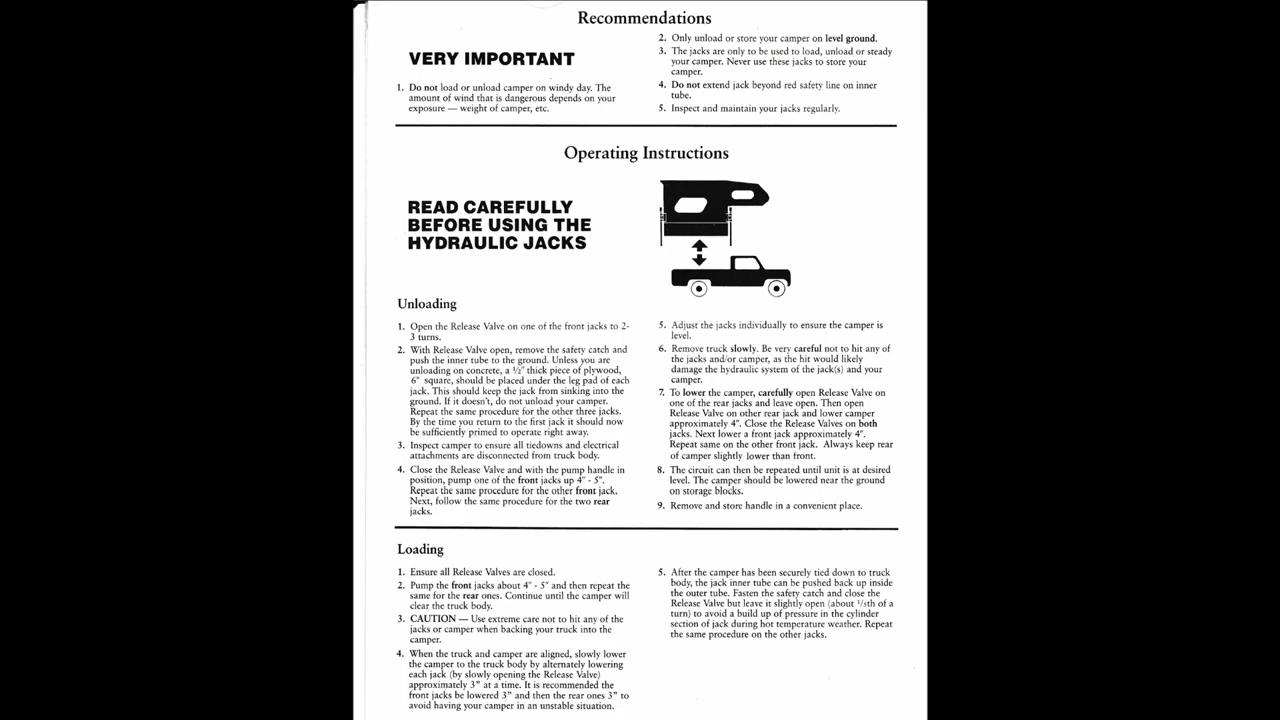 Recommendations
VERY IMPORTANT
1. Do not load or unload camper on windy day. The
amount of wind that is dangerous depends on your
exposure — weight of camper, etc.
2. Only unload or store your camper on level ground.
3. The jacks are only to be used to load, unload or steady
your camper. Never use these jacks to store your
camper.
4. Do not extend jack beyond red safety line on inner
tube.
5. Inspect and maintain your jacks regularly.
Operating Instructions
READ CAREFULLY
BEFORE USING THE
HYDRAULIC JACKS
Unloading
1. Open the Release Valve on one of the front jacks to 2-
3 turns.
2. With Release Valve open, remove the safety catch and
push the inner tube to the ground. Unless you are
unloading on concrete, a ½" thick piece of plywood,
6" square, should be placed under the leg pad of each
jack. This should keep the jack from sinking into the
ground. If it doesn't, do not unload your camper.
Repeat the same procedure for the other three jacks.
By the time you return to the first jack it should now
be sufficiently primed to operate right away.
3. Inspect camper to ensure all tiedowns and electrical
attachments are disconnected from truck body.
4. Close the Release Valve and with the pump handle in
position, pump one of the front jacks up 4" - 5".
Repeat the same procedure for the other front jack.
Next, follow the same procedure for the two rear
jacks.
5. Adjust the jacks individually to ensure the camper is
level.
6. Remove truck slowly. Be very careful not to hit any of
the jacks and/or camper, as the hit would likely
damage the hydraulic system of the jack(s) and your
camper.
7. To lower the camper, carefully open Release Valve on
one of the rear jacks and leave open. Then open
Release Valve on other rear jack and lower camper
approximately 4". Close the Release Valves on both
jacks. Next lower a front jack approximately 4".
Repeat same on the other front jack. Always keep rear
of camper slightly lower than front.
8. The circuit can then be repeated until unit is at desired
level. The camper should be lowered near the ground
on storage blocks.
9. Remove and store handle in a convenient place.
Loading
1. Ensure all Release Valves are closed.
2. Pump the front jacks about 4" - 5" and then repeat the
same for the rear ones. Continue until the camper will
clear the truck body.
3. CAUTION — Use extreme care not to hit any of the
jacks or camper when backing your truck into the
camper.
4. When the truck and camper are aligned, slowly lower
the camper to the truck body by alternately lowering
each jack (by slowly opening the Release Valve)
approximately 3" at a time. It is recommended the
front jacks be lowered 3" and then the rear ones 3" to
avoid having your camper in an unstable situation.
5. After the camper has been securely tied down to truck
body, the jack inner tube can be pushed back up inside
the outer tube. Fasten the safety catch and close the
Release Valve but leave it slightly open (about 1/8th of a
turn) to avoid a build up of pressure in the cylinder
section of jack during hot temperature weather. Repeat
the same procedure on the other jacks.